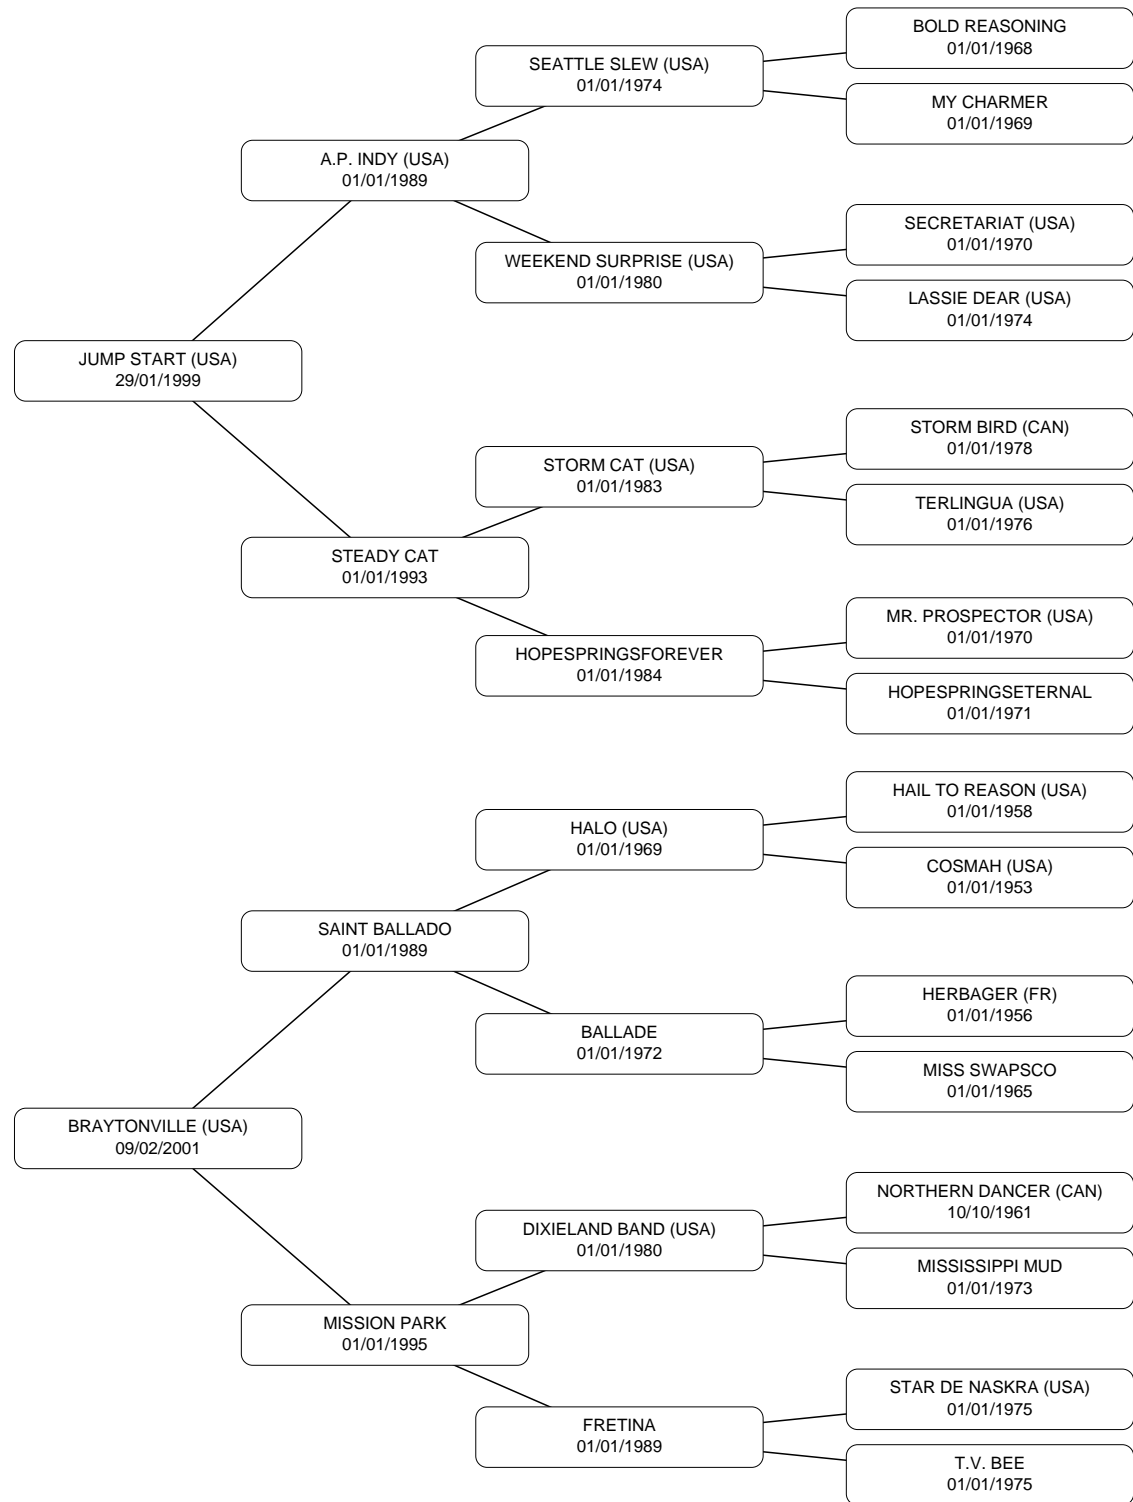 BOLD REASONING
01/01/1968
SEATTLE SLEW (USA)
01/01/1974
MY CHARMER
01/01/1969
A.P. INDY (USA)
01/01/1989
SECRETARIAT (USA)
01/01/1970
WEEKEND SURPRISE (USA)
01/01/1980
LASSIE DEAR (USA)
01/01/1974
JUMP START (USA)
29/01/1999
STORM BIRD (CAN)
01/01/1978
STORM CAT (USA)
01/01/1983
TERLINGUA (USA)
01/01/1976
STEADY CAT
01/01/1993
MR. PROSPECTOR (USA)
01/01/1970
HOPESPRINGSFOREVER
01/01/1984
HOPESPRINGSETERNAL
01/01/1971
HAIL TO REASON (USA)
01/01/1958
HALO (USA)
01/01/1969
COSMAH (USA)
01/01/1953
SAINT BALLADO
01/01/1989
HERBAGER (FR)
01/01/1956
BALLADE
01/01/1972
MISS SWAPSCO
01/01/1965
BRAYTONVILLE (USA)
09/02/2001
NORTHERN DANCER (CAN)
10/10/1961
DIXIELAND BAND (USA)
01/01/1980
MISSISSIPPI MUD
01/01/1973
MISSION PARK
01/01/1995
STAR DE NASKRA (USA)
01/01/1975
FRETINA
01/01/1989
T.V. BEE
01/01/1975